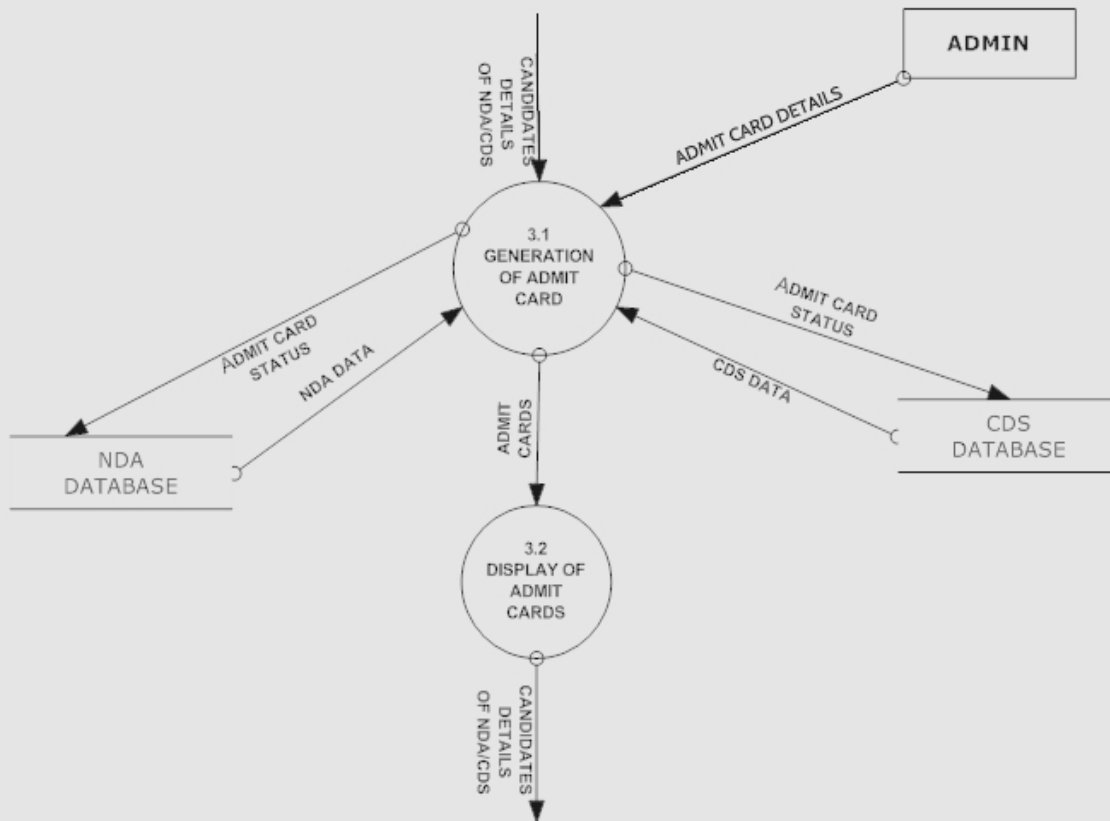 CANDIDATES
DETAILS
OF NDA/CDS
ADMIN
ADMIT CARD DETAILS
3.1
GENERATION
OF ADMIT
CARD
ADMIT CARD
STATUS
NDA DATA
ADMIT CARD
STATUS
CDS DATA
CARDS
ADMIT
NDA
DATABASE
CDS
DATABASE
3.2
DISPLAY OF
ADMIT
CARDS
CANDIDATES
DETAILS
OF NDA/CDS